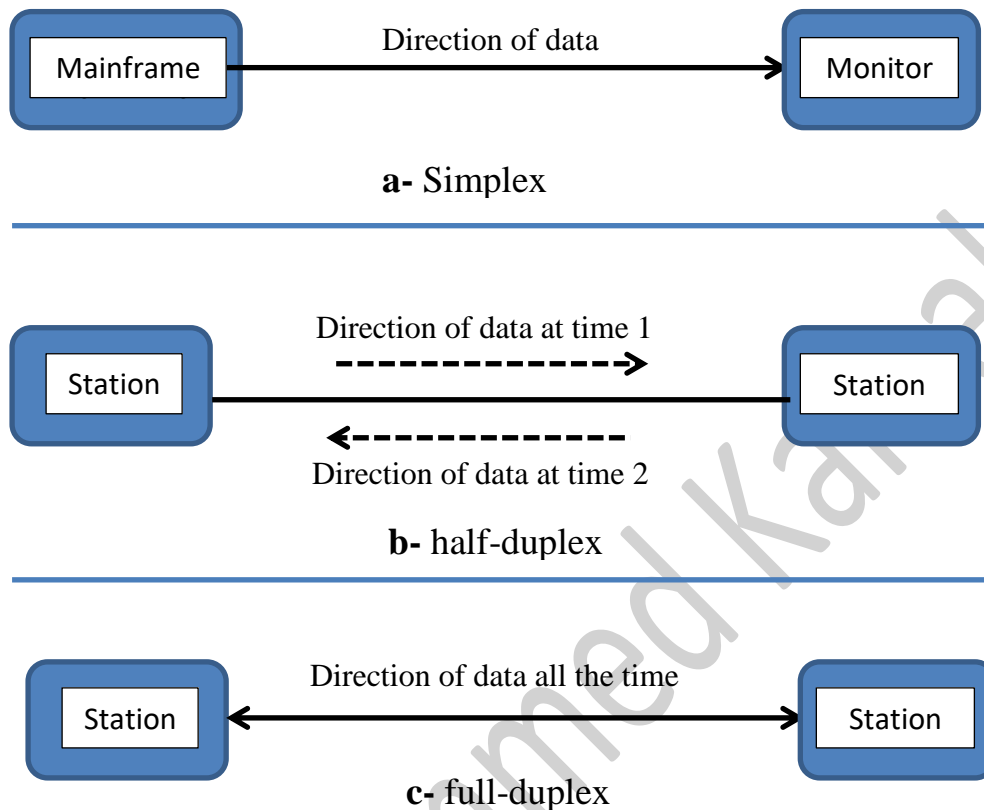 Direction of data
Mainframe
Monitor
a- Simplex
Direction of data at time 1
Station
Station
Direction of data at time 2
b- half-duplex
Direction of data all the time
Station
Station
c- full-duplex